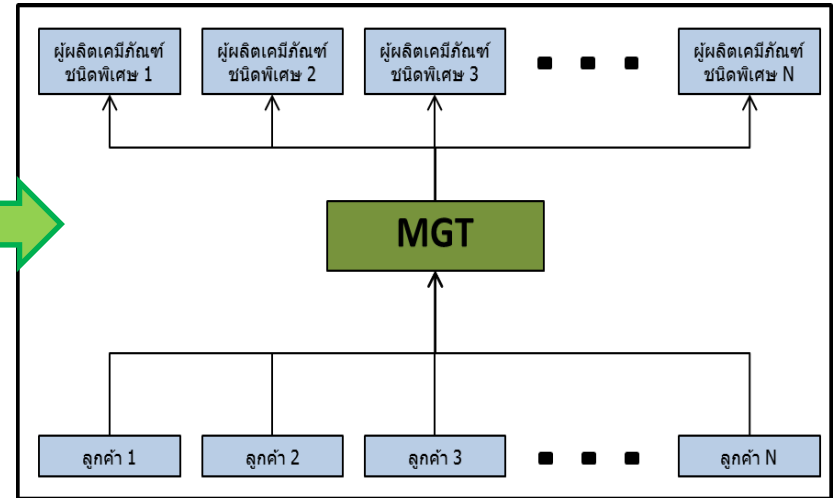 ผู้ผลิตเคมีภัณฑ์
ชนิดพิเศษ 1
ผู้ผลิตเคมีภัณฑ์
ชนิดพิเศษ 2
ผู้ผลิตเคมีภัณฑ์
ชนิดพิเศษ 3
ผู้ผลิตเคมีภัณฑ์
ชนิดพิเศษ N
MGT
ลูกค้า 1
ลูกค้า 2
ลูกค้า 3
ลูกค้า N